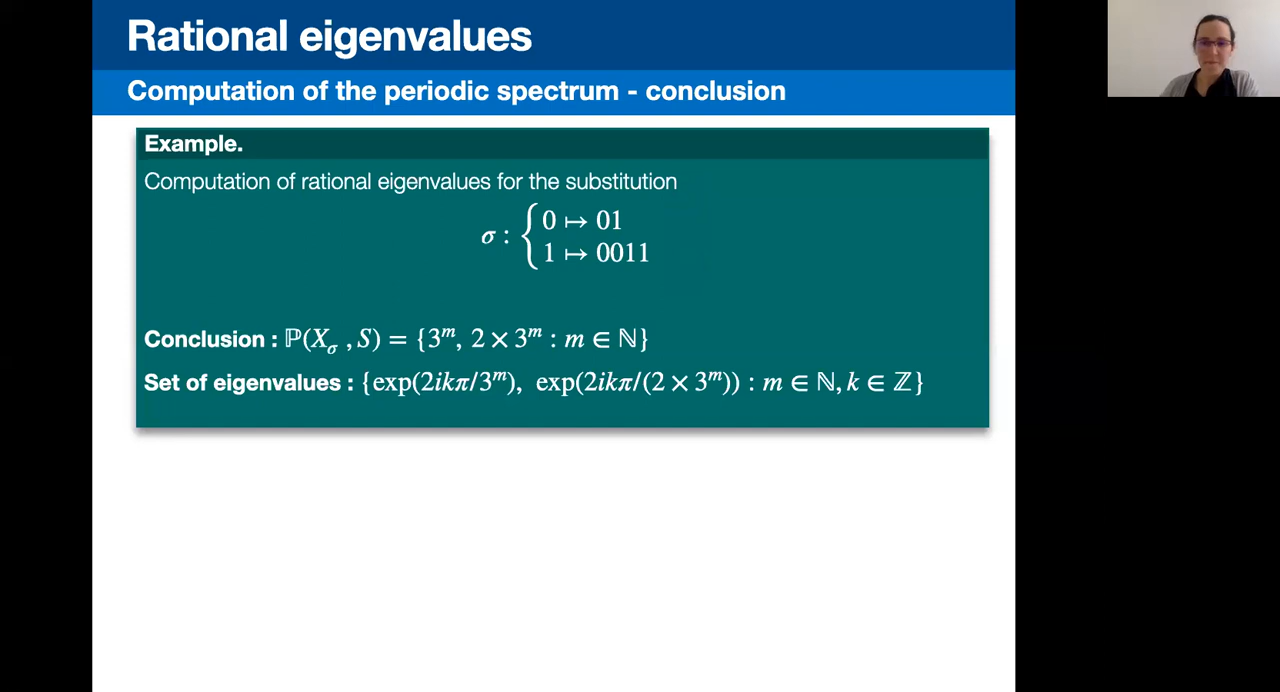 Rational eigenvalues
Computation of the periodic spectrum - conclusion
Example.
Computation of rational eigenvalues for the substitution
σ : { 0 ↦ 01
1 ↦ 0011
Conclusion : ℙ(X_σ , S) = {3^m, 2 × 3^m : m ∈ ℕ}
Set of eigenvalues : {exp(2ikπ/3^m), exp(2ikπ/(2 × 3^m)) : m ∈ ℕ, k ∈ ℤ}